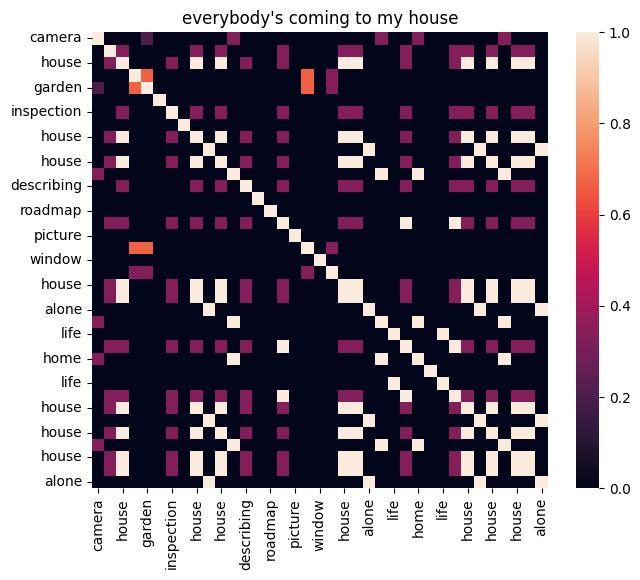 everybody's coming to my house
camera
house
garden
inspection
house
house
describing
roadmap
picture
window
house
alone
life
home
life
house
house
house
alone
1.0
0.8
0.6
0.4
0.2
0.0
camera
house
garden
inspection
house
house
describing
roadmap
picture
window
house
alone
life
home
life
house
house
house
alone